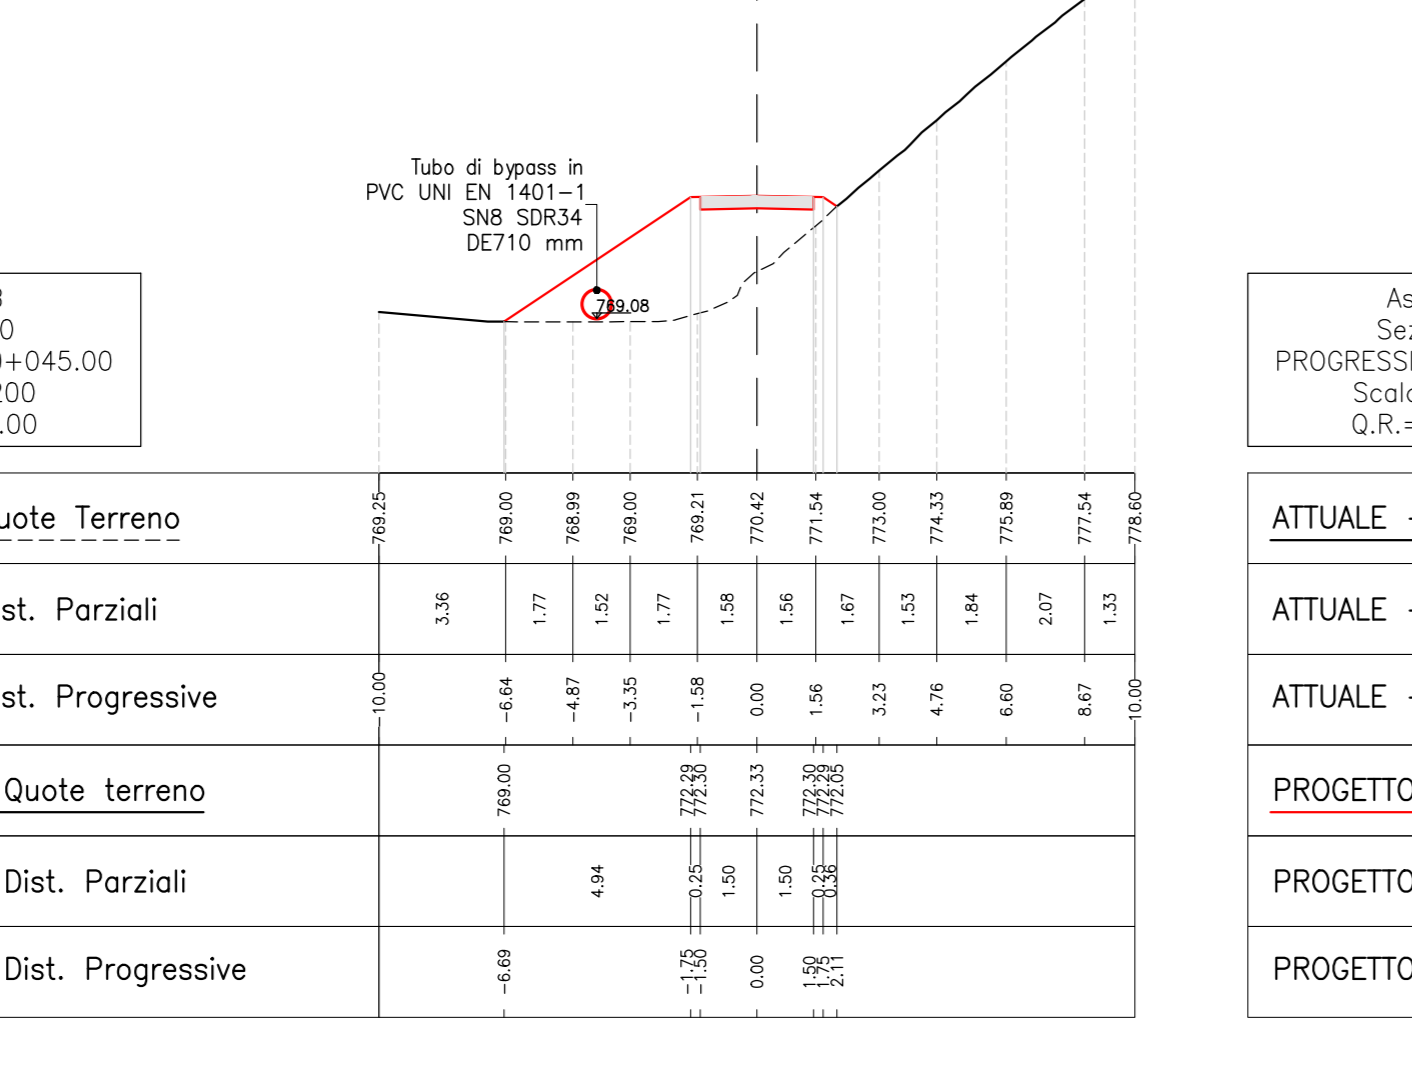 Tubo di bypass in
PVC UNI EN 1401-1
SN8 SDR34
DE710 mm
769.08
+045.00
As
Sez
PROGRESSI
Scala
Q.R.=
Quote Terreno
769.25 769.00 768.99 769.00 769.21 770.42 771.54 773.00 774.33 775.89 777.54 778.60
ATTUALE -
st. Parziali
3.36 1.77 1.52 1.77 1.58 1.56 1.67 1.53 1.84 2.07 1.33
ATTUALE -
st. Progressive
-10.00 -6.64 -4.87 -3.35 -1.58 0.00 1.56 3.23 4.76 6.60 8.67 10.00
ATTUALE -
Quote terreno
769.00 772.29 772.30 772.33 772.30 772.29 772.05
PROGETTO
Dist. Parziali
4.94 0.25 1.50 1.50 0.25 0.36
PROGETTO
Dist. Progressive
-6.69 -1.75 -1.50 0.00 1.50 1.75 2.11
PROGETTO